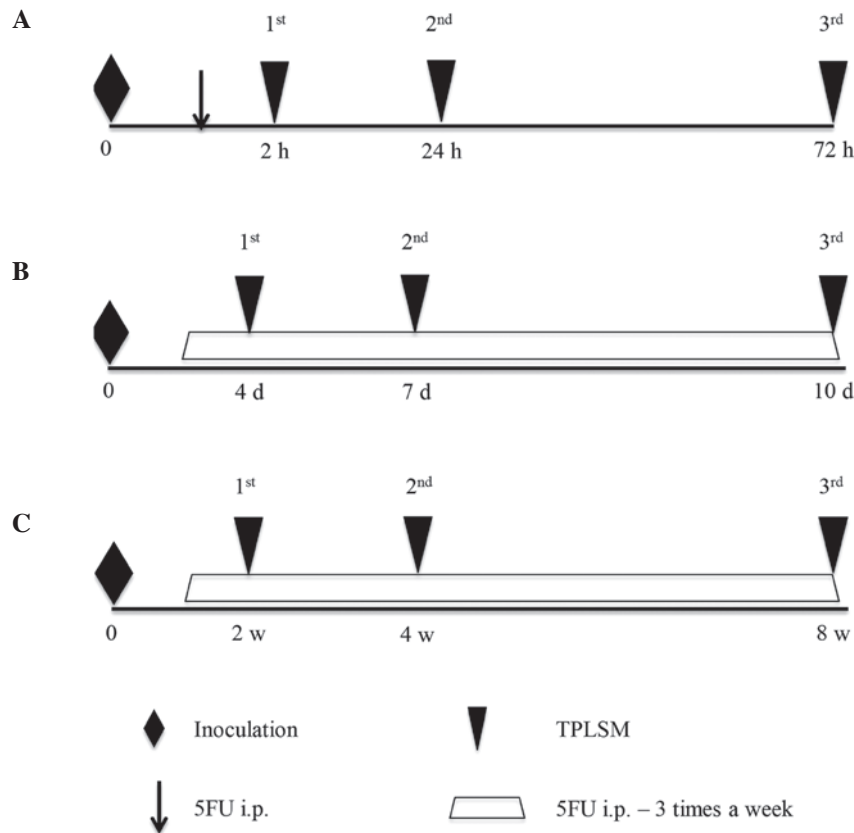 A
1st 2nd 3rd
0 2 h 24 h 72 h
B
1st 2nd 3rd
0 4 d 7 d 10 d
C
1st 2nd 3rd
0 2 w 4 w 8 w
Inoculation TPLSM
5FU i.p. 5FU i.p. – 3 times a week